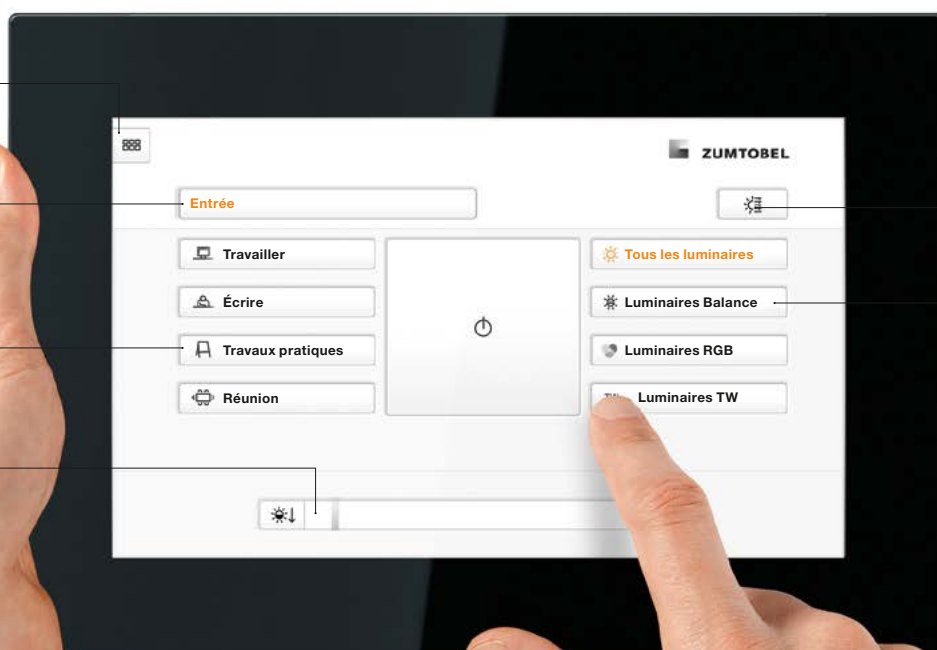 ZUMTOBEL
Entrée
Travailler
Écrire
Travaux pratiques
Réunion
Tous les luminaires
Luminaires Balance
Luminaires RGB
Luminaires TW